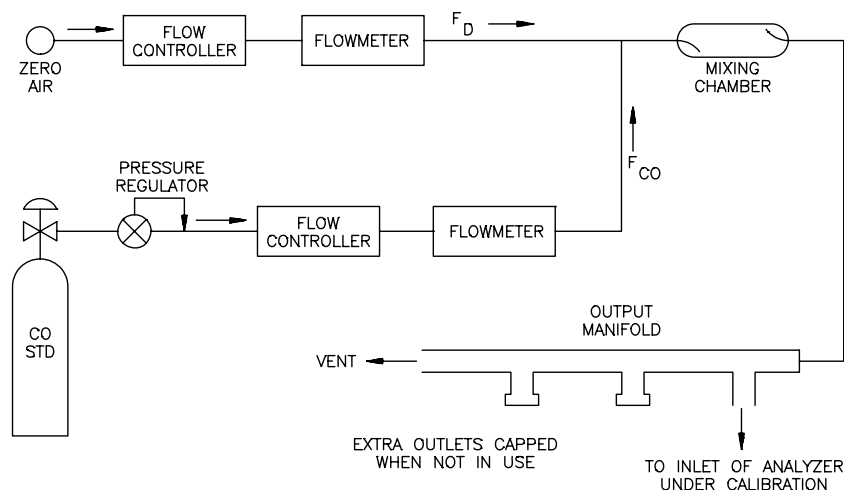 FLOW
CONTROLLER
FLOWMETER
F D
ZERO
AIR
MIXING
CHAMBER
PRESSURE
REGULATOR
F CO
FLOW
CONTROLLER
FLOWMETER
CO
STD
OUTPUT
MANIFOLD
VENT
EXTRA OUTLETS CAPPED
WHEN NOT IN USE
TO INLET OF ANALYZER
UNDER CALIBRATION